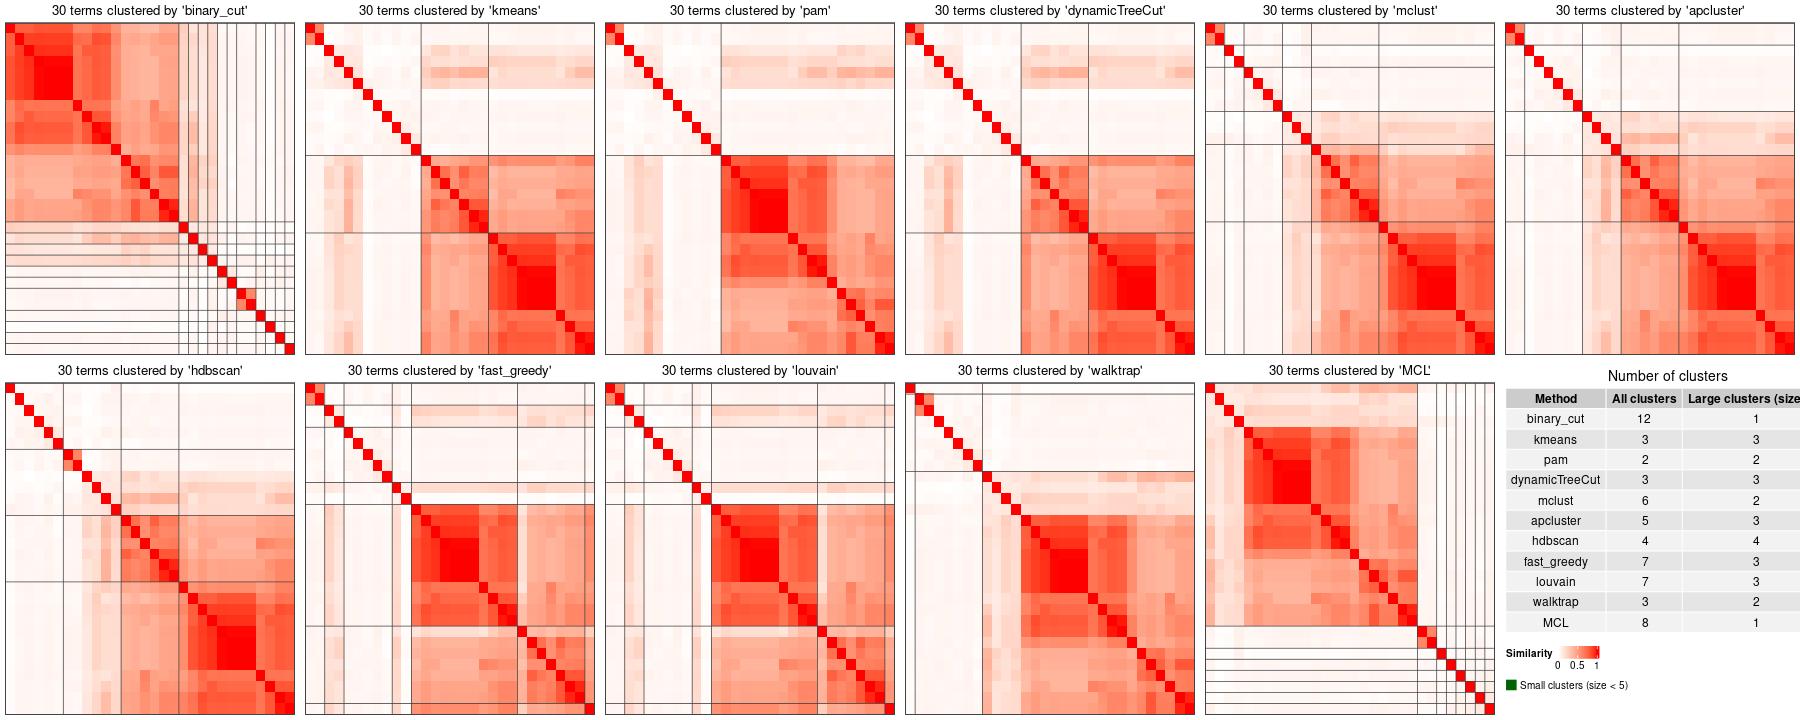 30 terms clustered by 'binary_cut'
30 terms clustered by 'kmeans'
30 terms clustered by 'pam'
30 terms clustered by 'dynamicTreeCut'
30 terms clustered by 'mclust'
30 terms clustered by 'apcluster'
30 terms clustered by 'hdbscan'
30 terms clustered by 'fast_greedy'
30 terms clustered by 'louvain'
30 terms clustered by 'walktrap'
30 terms clustered by 'MCL'
Number of clusters
Method All clusters Large clusters (size
binary_cut 12 1
kmeans 3 3
pam 2 2
dynamicTreeCut 3 3
mclust 6 2
apcluster 5 3
hdbscan 4 4
fast_greedy 7 3
louvain 7 3
walktrap 3 2
MCL 8 1
Similarity
0 0.5 1
Small clusters (size < 5)